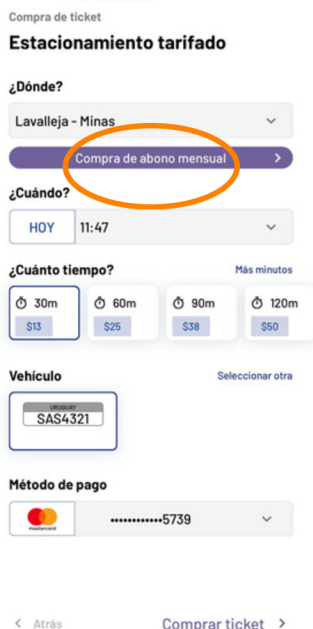 Compra de ticket
Estacionamiento tarifado
¿Dónde?
Lavalleja - Minas
Compra de abono mensual
¿Cuándo?
HOY 11:47
¿Cuánto tiempo? Más minutos
30m 60m 90m 120m
$13 $25 $38 $50
Vehículo Seleccionar otra
URUGUAY
SAS4321
Método de pago
mastercard ••••••••••••5739
Atrás Comprar ticket